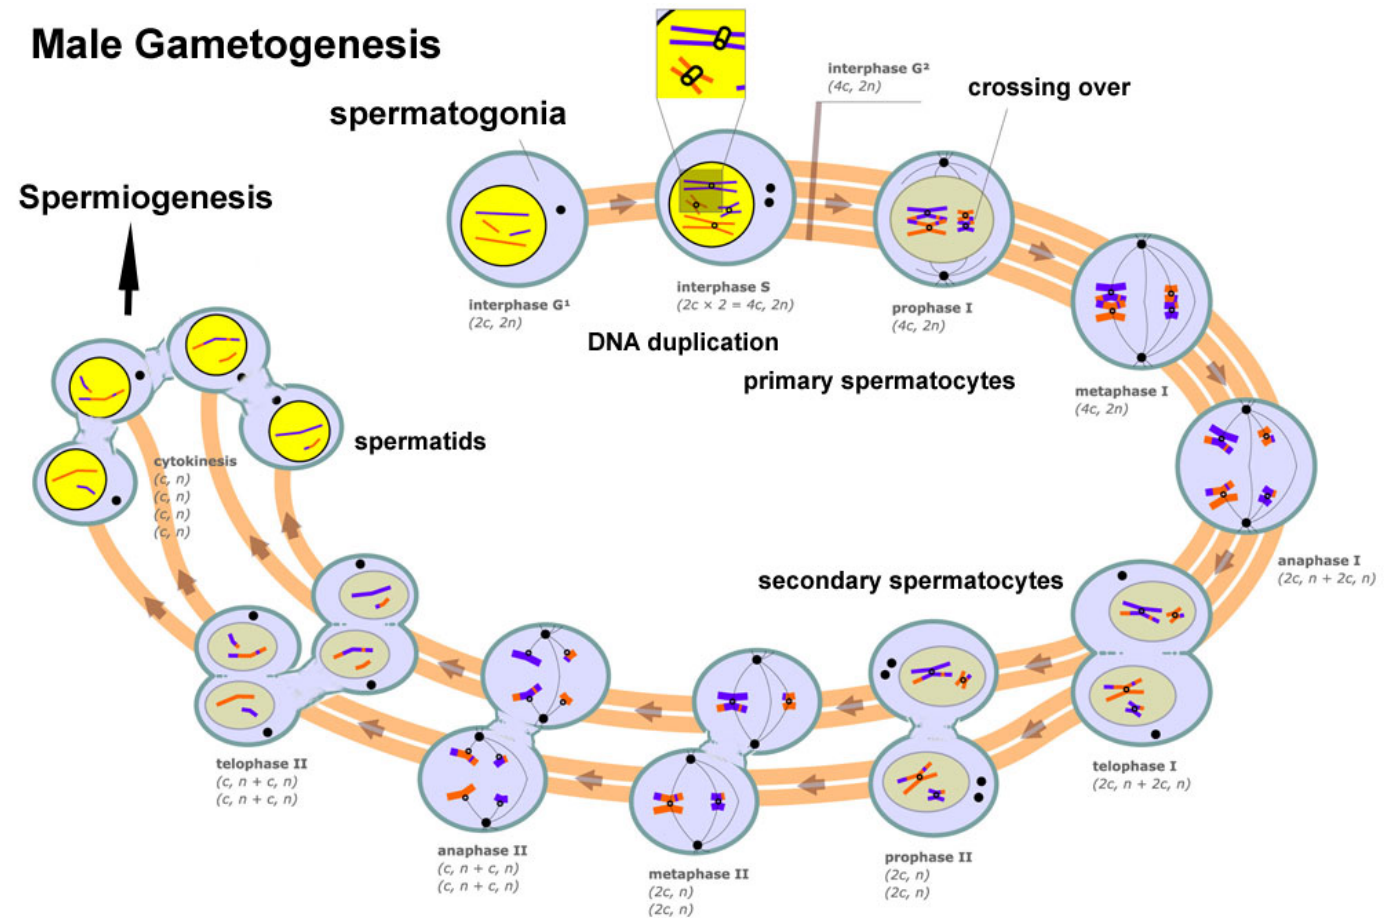 Male Gametogenesis
spermatogonia
interphase G²
(4c, 2n)
crossing over
Spermiogenesis
interphase G¹
(2c, 2n)
interphase S
(2c × 2 = 4c, 2n)
prophase I
(4c, 2n)
DNA duplication
primary spermatocytes
metaphase I
(4c, 2n)
spermatids
cytokinesis
(c, n)
(c, n)
(c, n)
(c, n)
anaphase I
(2c, n + 2c, n)
secondary spermatocytes
telophase I
(2c, n + 2c, n)
telophase II
(c, n + c, n)
(c, n + c, n)
anaphase II
(c, n + c, n)
(c, n + c, n)
metaphase II
(2c, n)
(2c, n)
prophase II
(2c, n)
(2c, n)